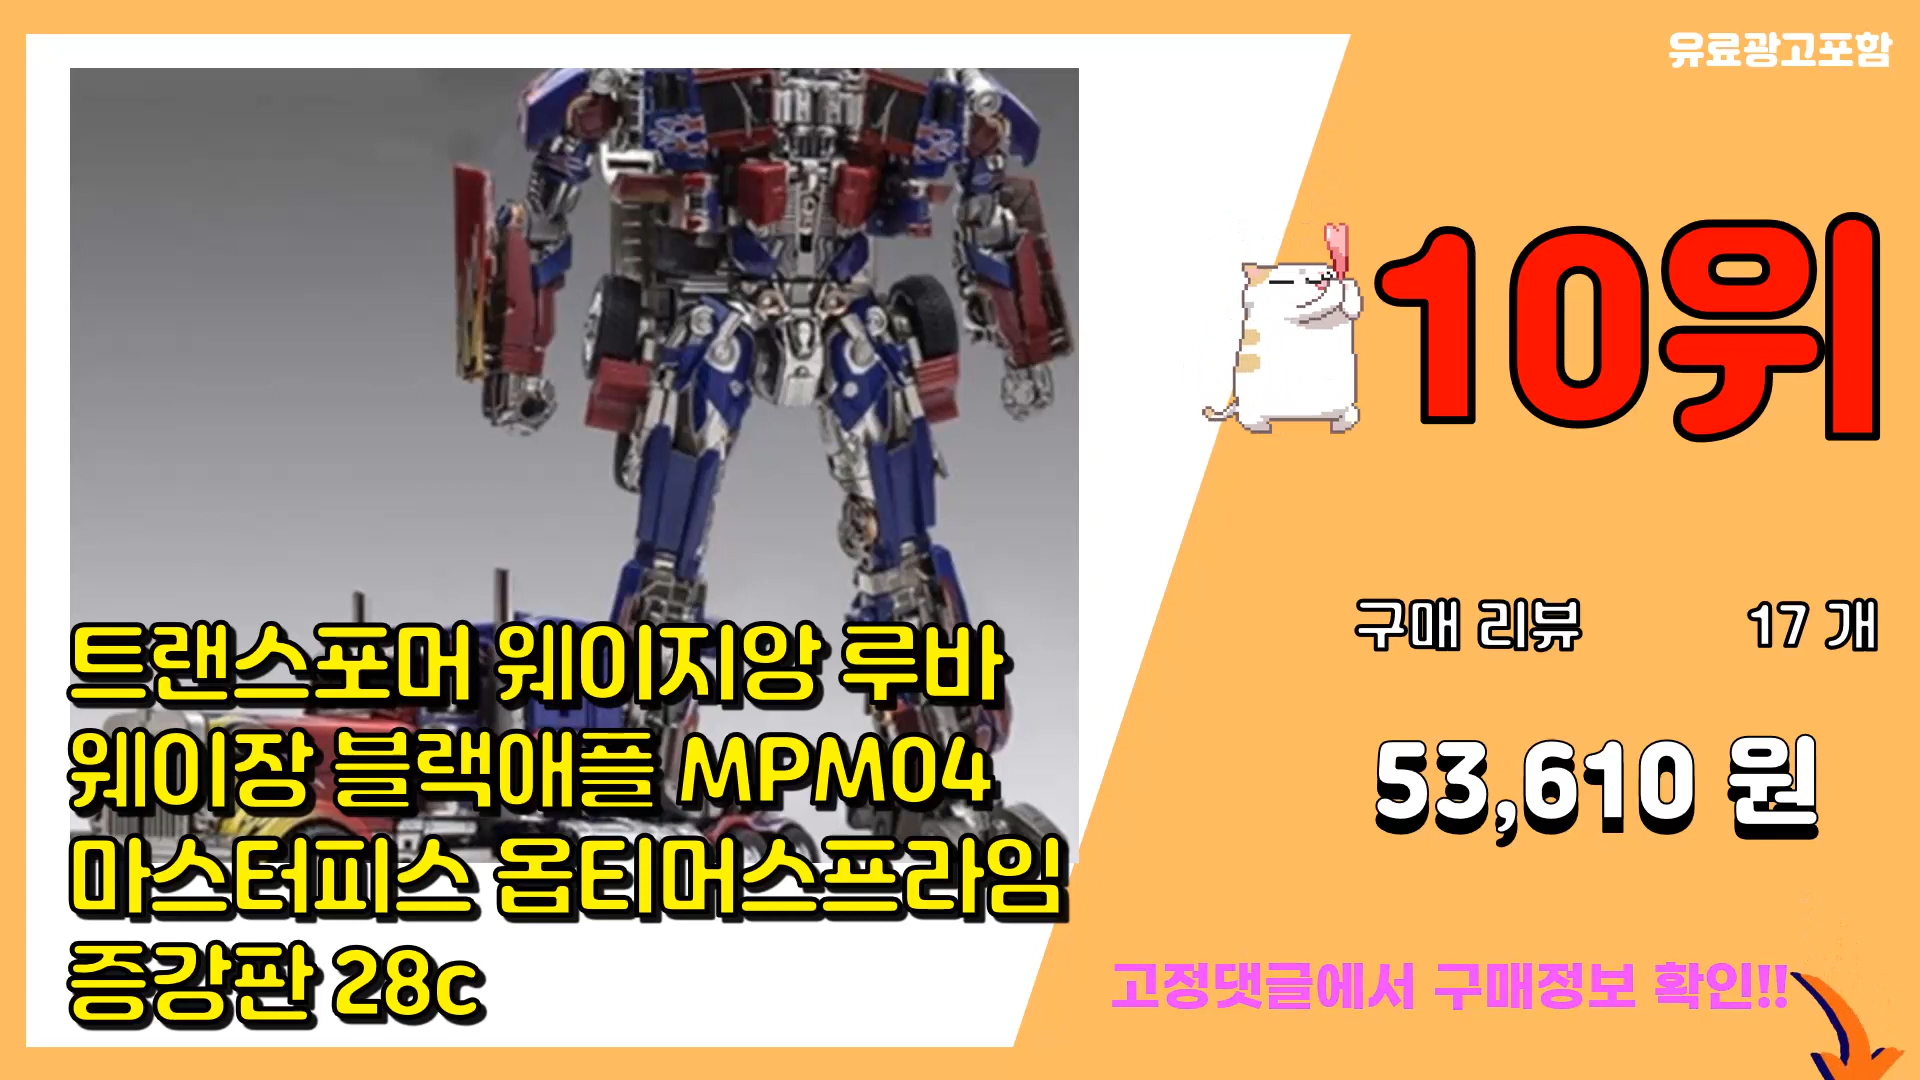 유료광고포함
10위
구매 리뷰 17 개
53,610 원
트랜스포머 웨이지앙 루바
웨이장 블랙애플 MPM04
마스터피스 옵티머스프라임
증강판 28c
고정댓글에서 구매정보 확인!!